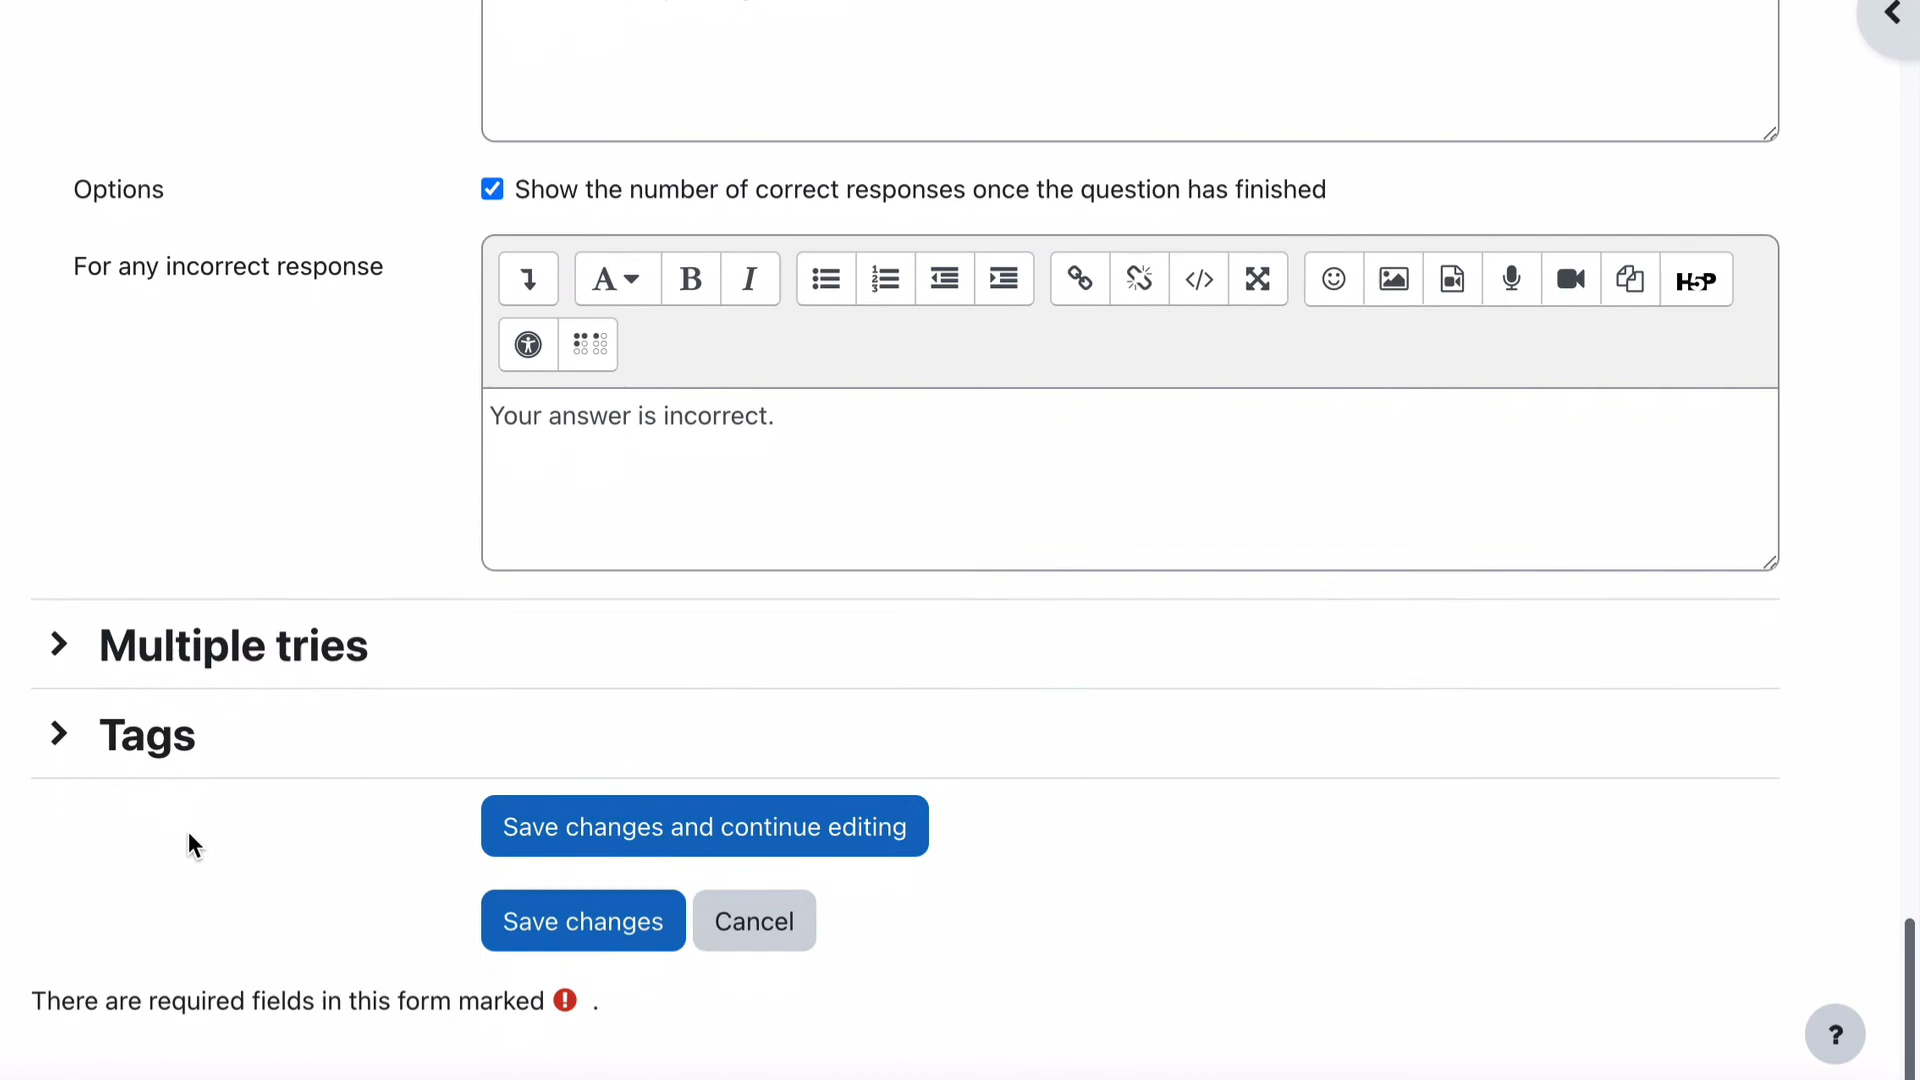 Options
Show the number of correct responses once the question has finished
For any incorrect response
A B I
H5P
Your answer is incorrect.
Multiple tries
Tags
Save changes and continue editing
Save changes Cancel
There are required fields in this form marked ! .
?